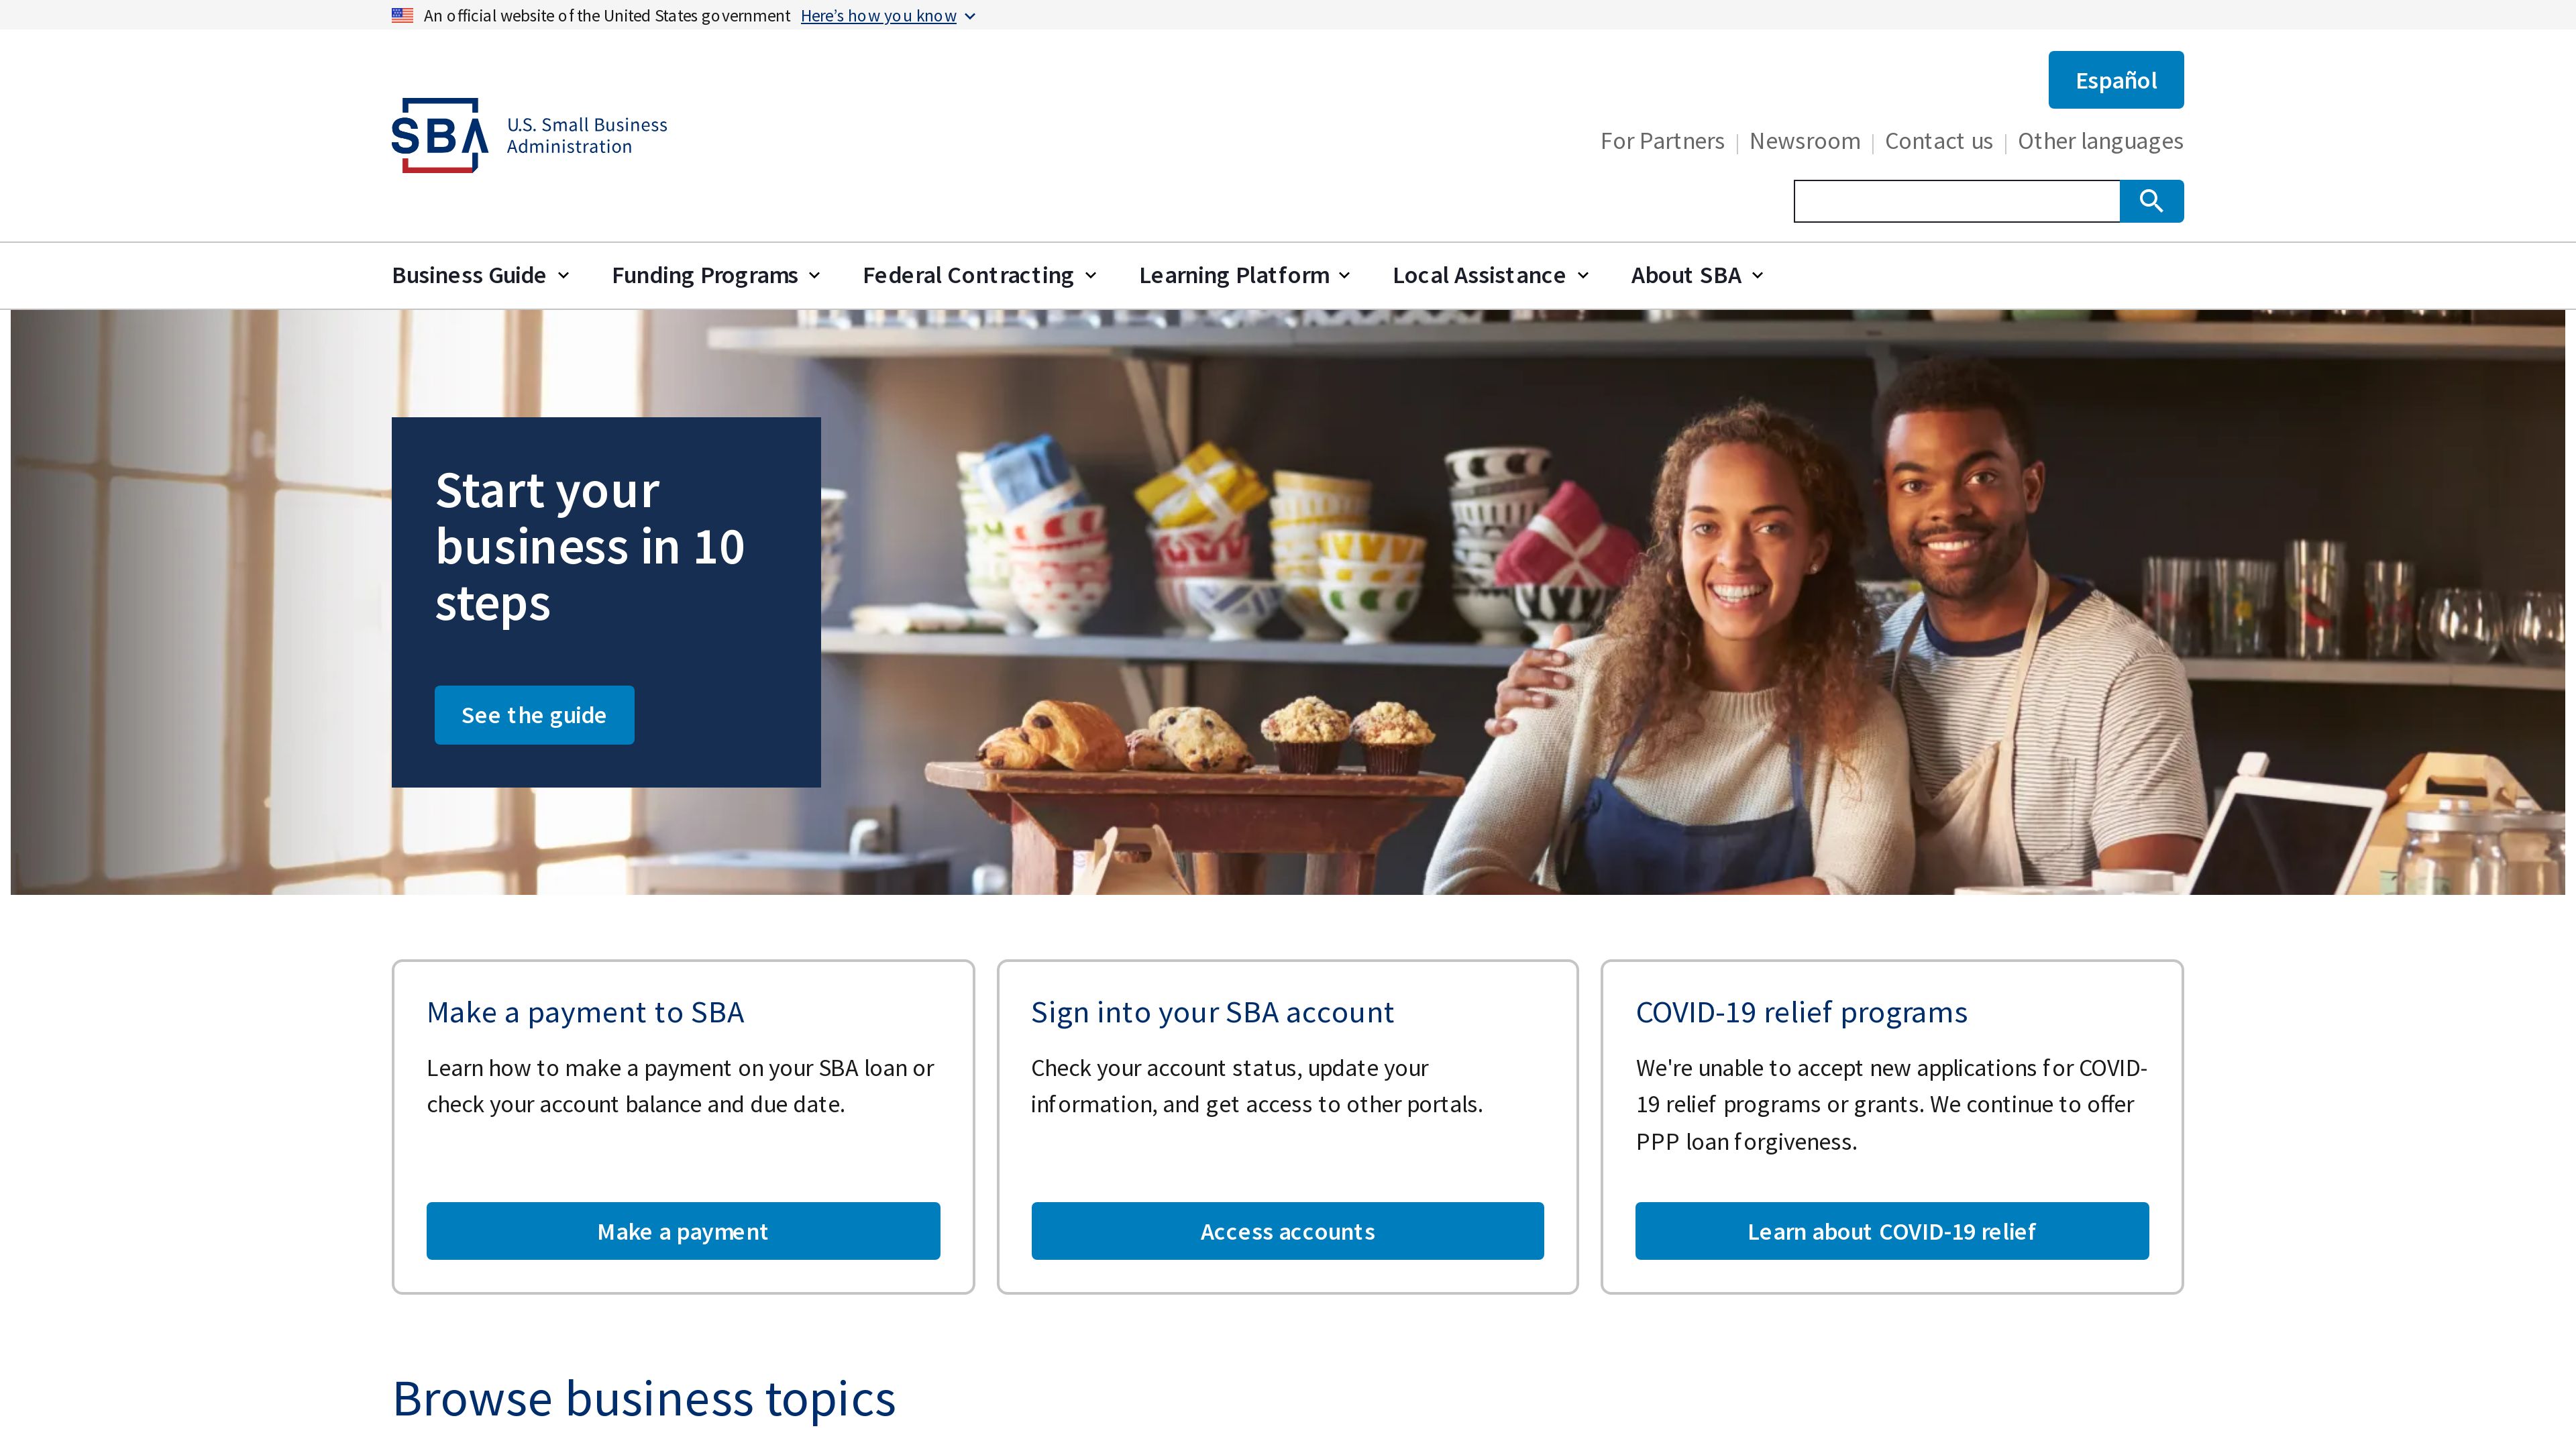 An official website of the United States government Here’s how you know
Español
SBA U.S. Small Business
Administration
For Partners Newsroom Contact us Other languages
Business Guide Funding Programs Federal Contracting Learning Platform Local Assistance About SBA
Start your
business in 10
steps
See the guide
Make a payment to SBA
Learn how to make a payment on your SBA loan or
check your account balance and due date.
Make a payment
Sign into your SBA account
Check your account status, update your
information, and get access to other portals.
Access accounts
COVID-19 relief programs
We're unable to accept new applications for COVID-
19 relief programs or grants. We continue to offer
PPP loan forgiveness.
Learn about COVID-19 relief
Browse business topics